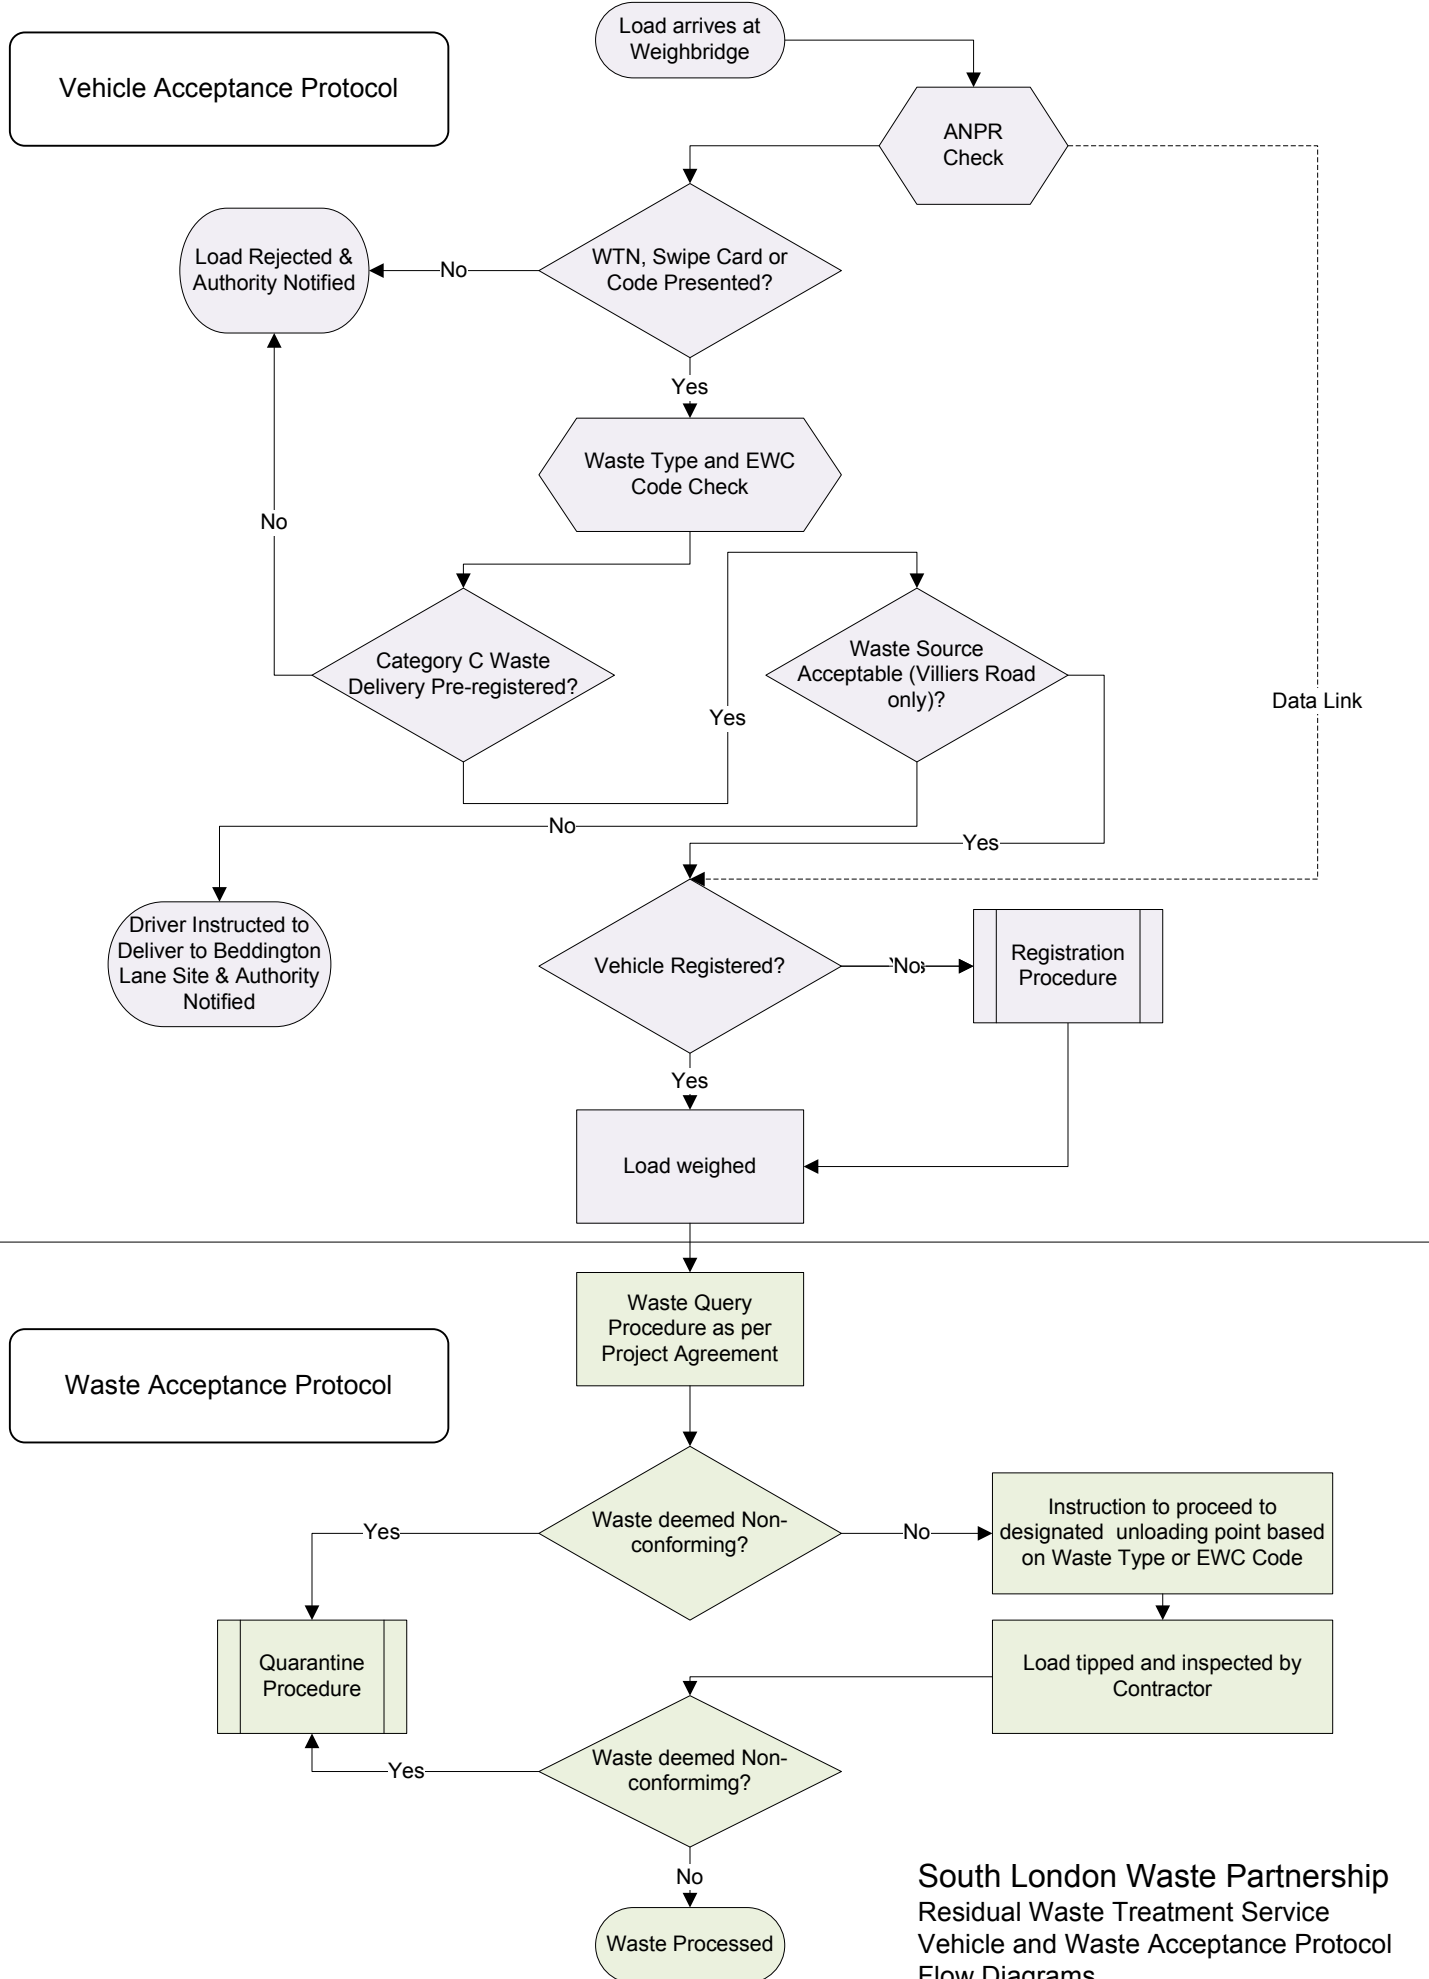 Load arrives at
Weighbridge
Vehicle Acceptance Protocol
ANPR
Check
WTN, Swipe Card or
Code Presented?
Load Rejected &
Authority Notified
No
Yes
Waste Type and EWC
Code Check
No
Category C Waste
Delivery Pre-registered?
Waste Source
Acceptable (Villiers Road
only)?
Yes
Data Link
No
Yes
Driver Instructed to
Deliver to Beddington
Lane Site & Authority
Notified
Vehicle Registered?
No
Registration
Procedure
Yes
Load weighed
Waste Query
Procedure as per
Project Agreement
Waste Acceptance Protocol
Waste deemed Non-
conforming?
Yes
No
Instruction to proceed to
designated unloading point based
on Waste Type or EWC Code
Quarantine
Procedure
Load tipped and inspected by
Contractor
Waste deemed Non-
conformimg?
Yes
No
Waste Processed
South London Waste Partnership
Residual Waste Treatment Service
Vehicle and Waste Acceptance Protocol
Flow Diagrams